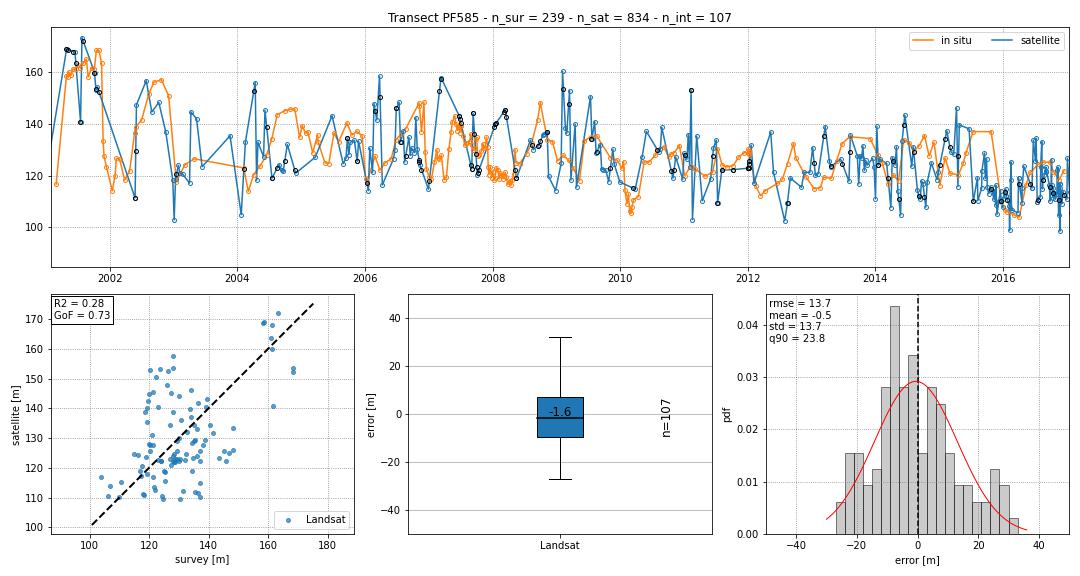 Transect PF585 - n_sur = 239 - n_sat = 834 - n_int = 107
in situ satellite
160
140
120
100
2002 2004 2006 2008 2010 2012 2014 2016
R2 = 0.28
GoF = 0.73
170
160
150
140
130
120
110
100
satellite [m]
Landsat
100 120 140 160 180
survey [m]
40
20
0
−20
−40
error [m]
-1.6
n=107
Landsat
rmse = 13.7
mean = -0.5
std = 13.7
q90 = 23.8
0.04
0.03
0.02
0.01
0.00
pdf
−40 −20 0 20 40
error [m]